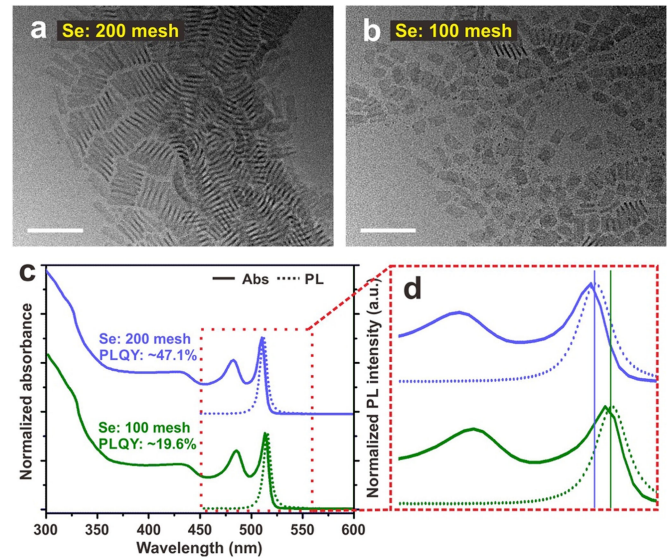 a
Se: 200 mesh
b
Se: 100 mesh
c
Abs
PL
Se: 200 mesh
PLQY: ~47.1%
Se: 100 mesh
PLQY: ~19.6%
Normalized absorbance
300 350 400 450 500 550 600
Wavelength (nm)
Normalized PL intensity (a.u.)
d